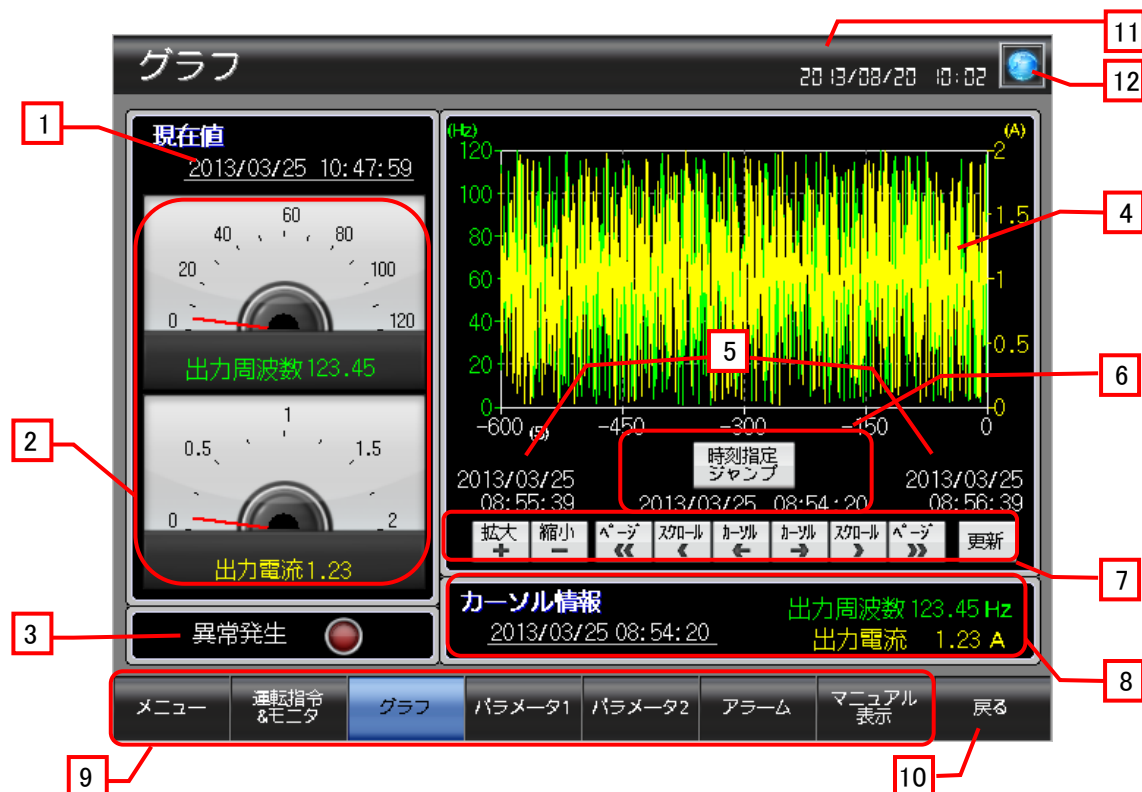 11
グラフ
2013/08/20 10:02
12
1
現在値
2013/03/25 10:47:59
60
40
80
20
100
0
120
出力周波数 123.45
2
1
0.5
1.5
0
2
出力電流 1.23
3
異常発生
(Hz)
(A)
120
100
80
60
40
20
0
2
1.5
1
0.5
0
4
5
6
-600 (s) -450 -300 -150 0
時刻指定
ジャンプ
2013/03/25
08:55:39
2013/03/25 08:54:20
2013/03/25
08:56:39
拡大 縮小 ページ スクロール カーソル カーソル スクロール ページ 更新
+ − ≪ < ← → > ≫
7
カーソル情報
2013/03/25 08:54:20
出力周波数 123.45 Hz
出力電流 1.23 A
8
メニュー
運転指令
&モニタ
グラフ
パラメータ1
パラメータ2
アラーム
マニュアル
表示
戻る
9
10